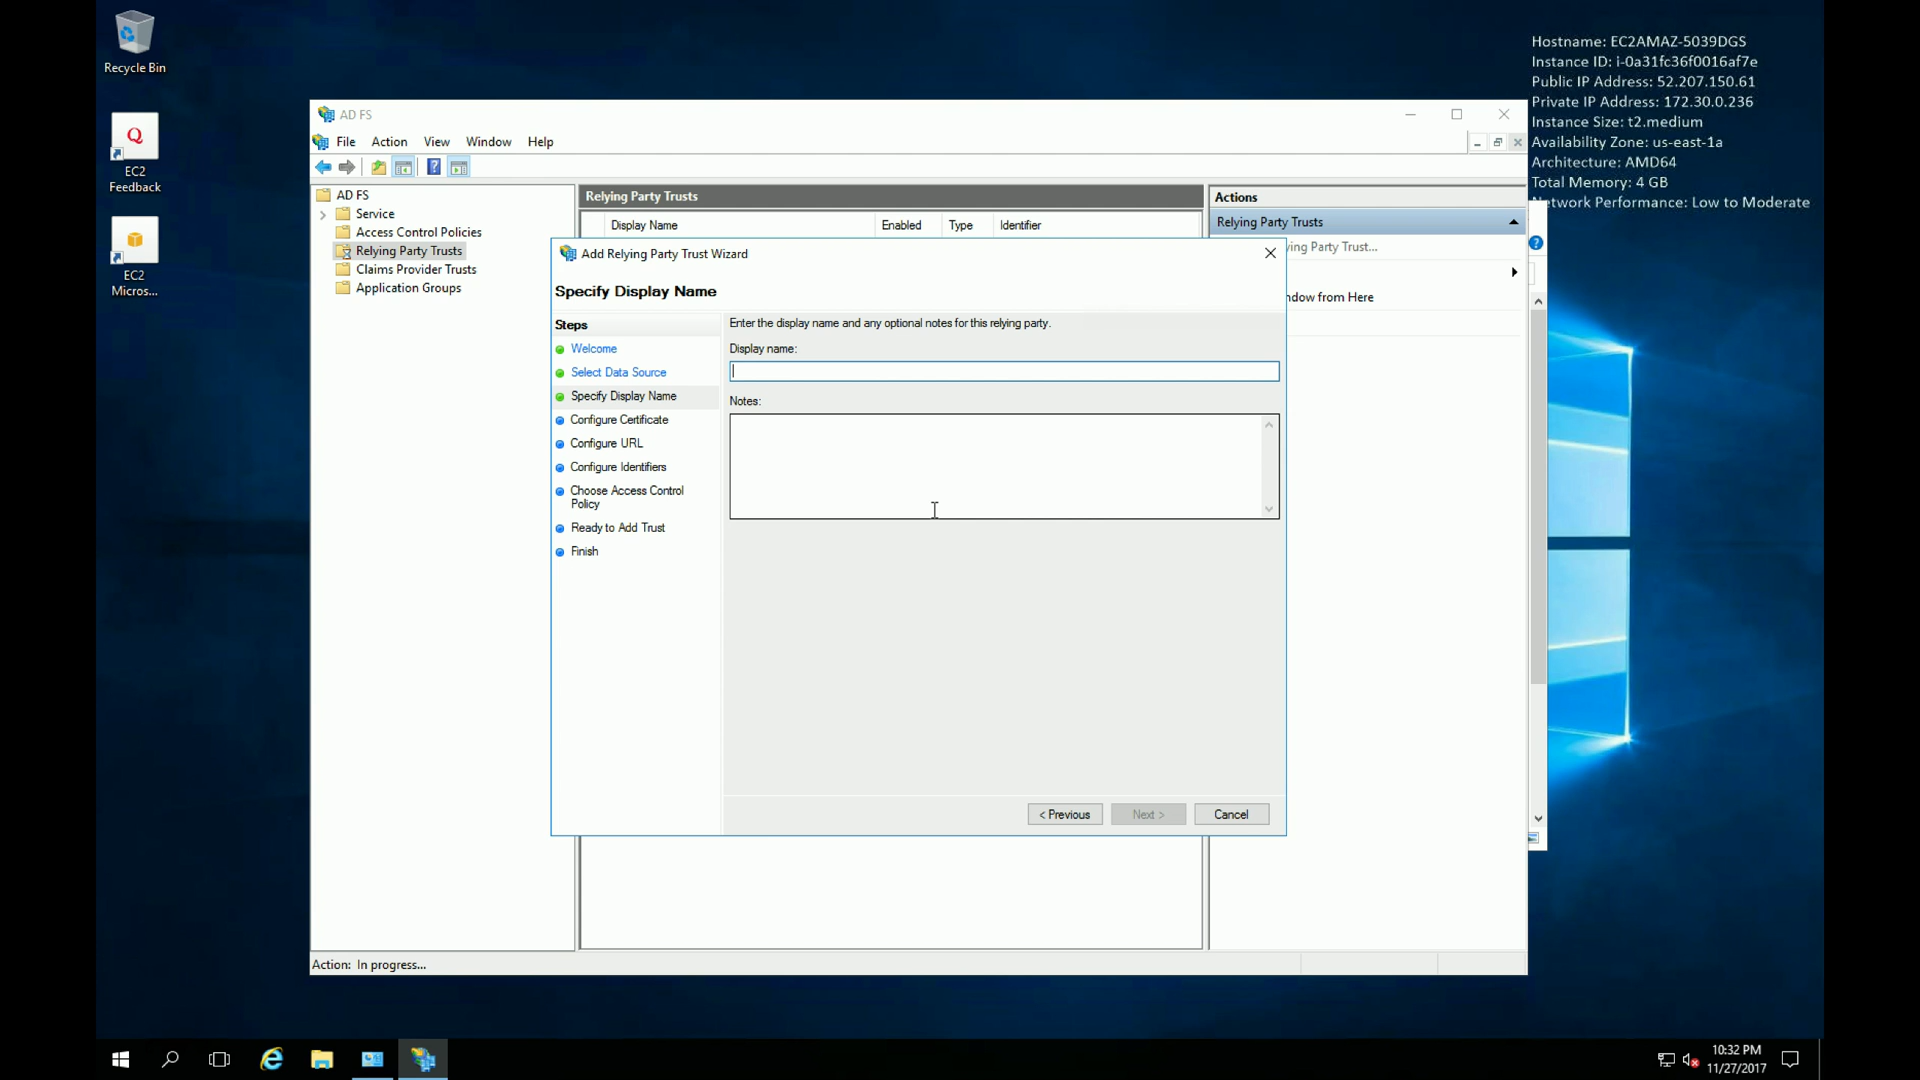 Recycle Bin
EC2
Feedback
EC2
Micros...
Hostname: EC2AMAZ-5039DGS
Instance ID: i-0a31fc36f0016af7e
Public IP Address: 52.207.150.61
Private IP Address: 172.30.0.236
Instance Size: t2.medium
Availability Zone: us-east-1a
Architecture: AMD64
Total Memory: 4 GB
Network Performance: Low to Moderate
AD FS
File Action View Window Help
AD FS
Service
Access Control Policies
Relying Party Trusts
Claims Provider Trusts
Application Groups
Relying Party Trusts
Display Name Enabled Type Identifier
Actions
Relying Party Trusts
ying Party Trust...
ndow from Here
Add Relying Party Trust Wizard
Specify Display Name
Steps
Welcome
Select Data Source
Specify Display Name
Configure Certificate
Configure URL
Configure Identifiers
Choose Access Control
Policy
Ready to Add Trust
Finish
Enter the display name and any optional notes for this relying party.
Display name:
Notes:
< Previous Next > Cancel
Action: In progress...
10:32 PM
11/27/2017